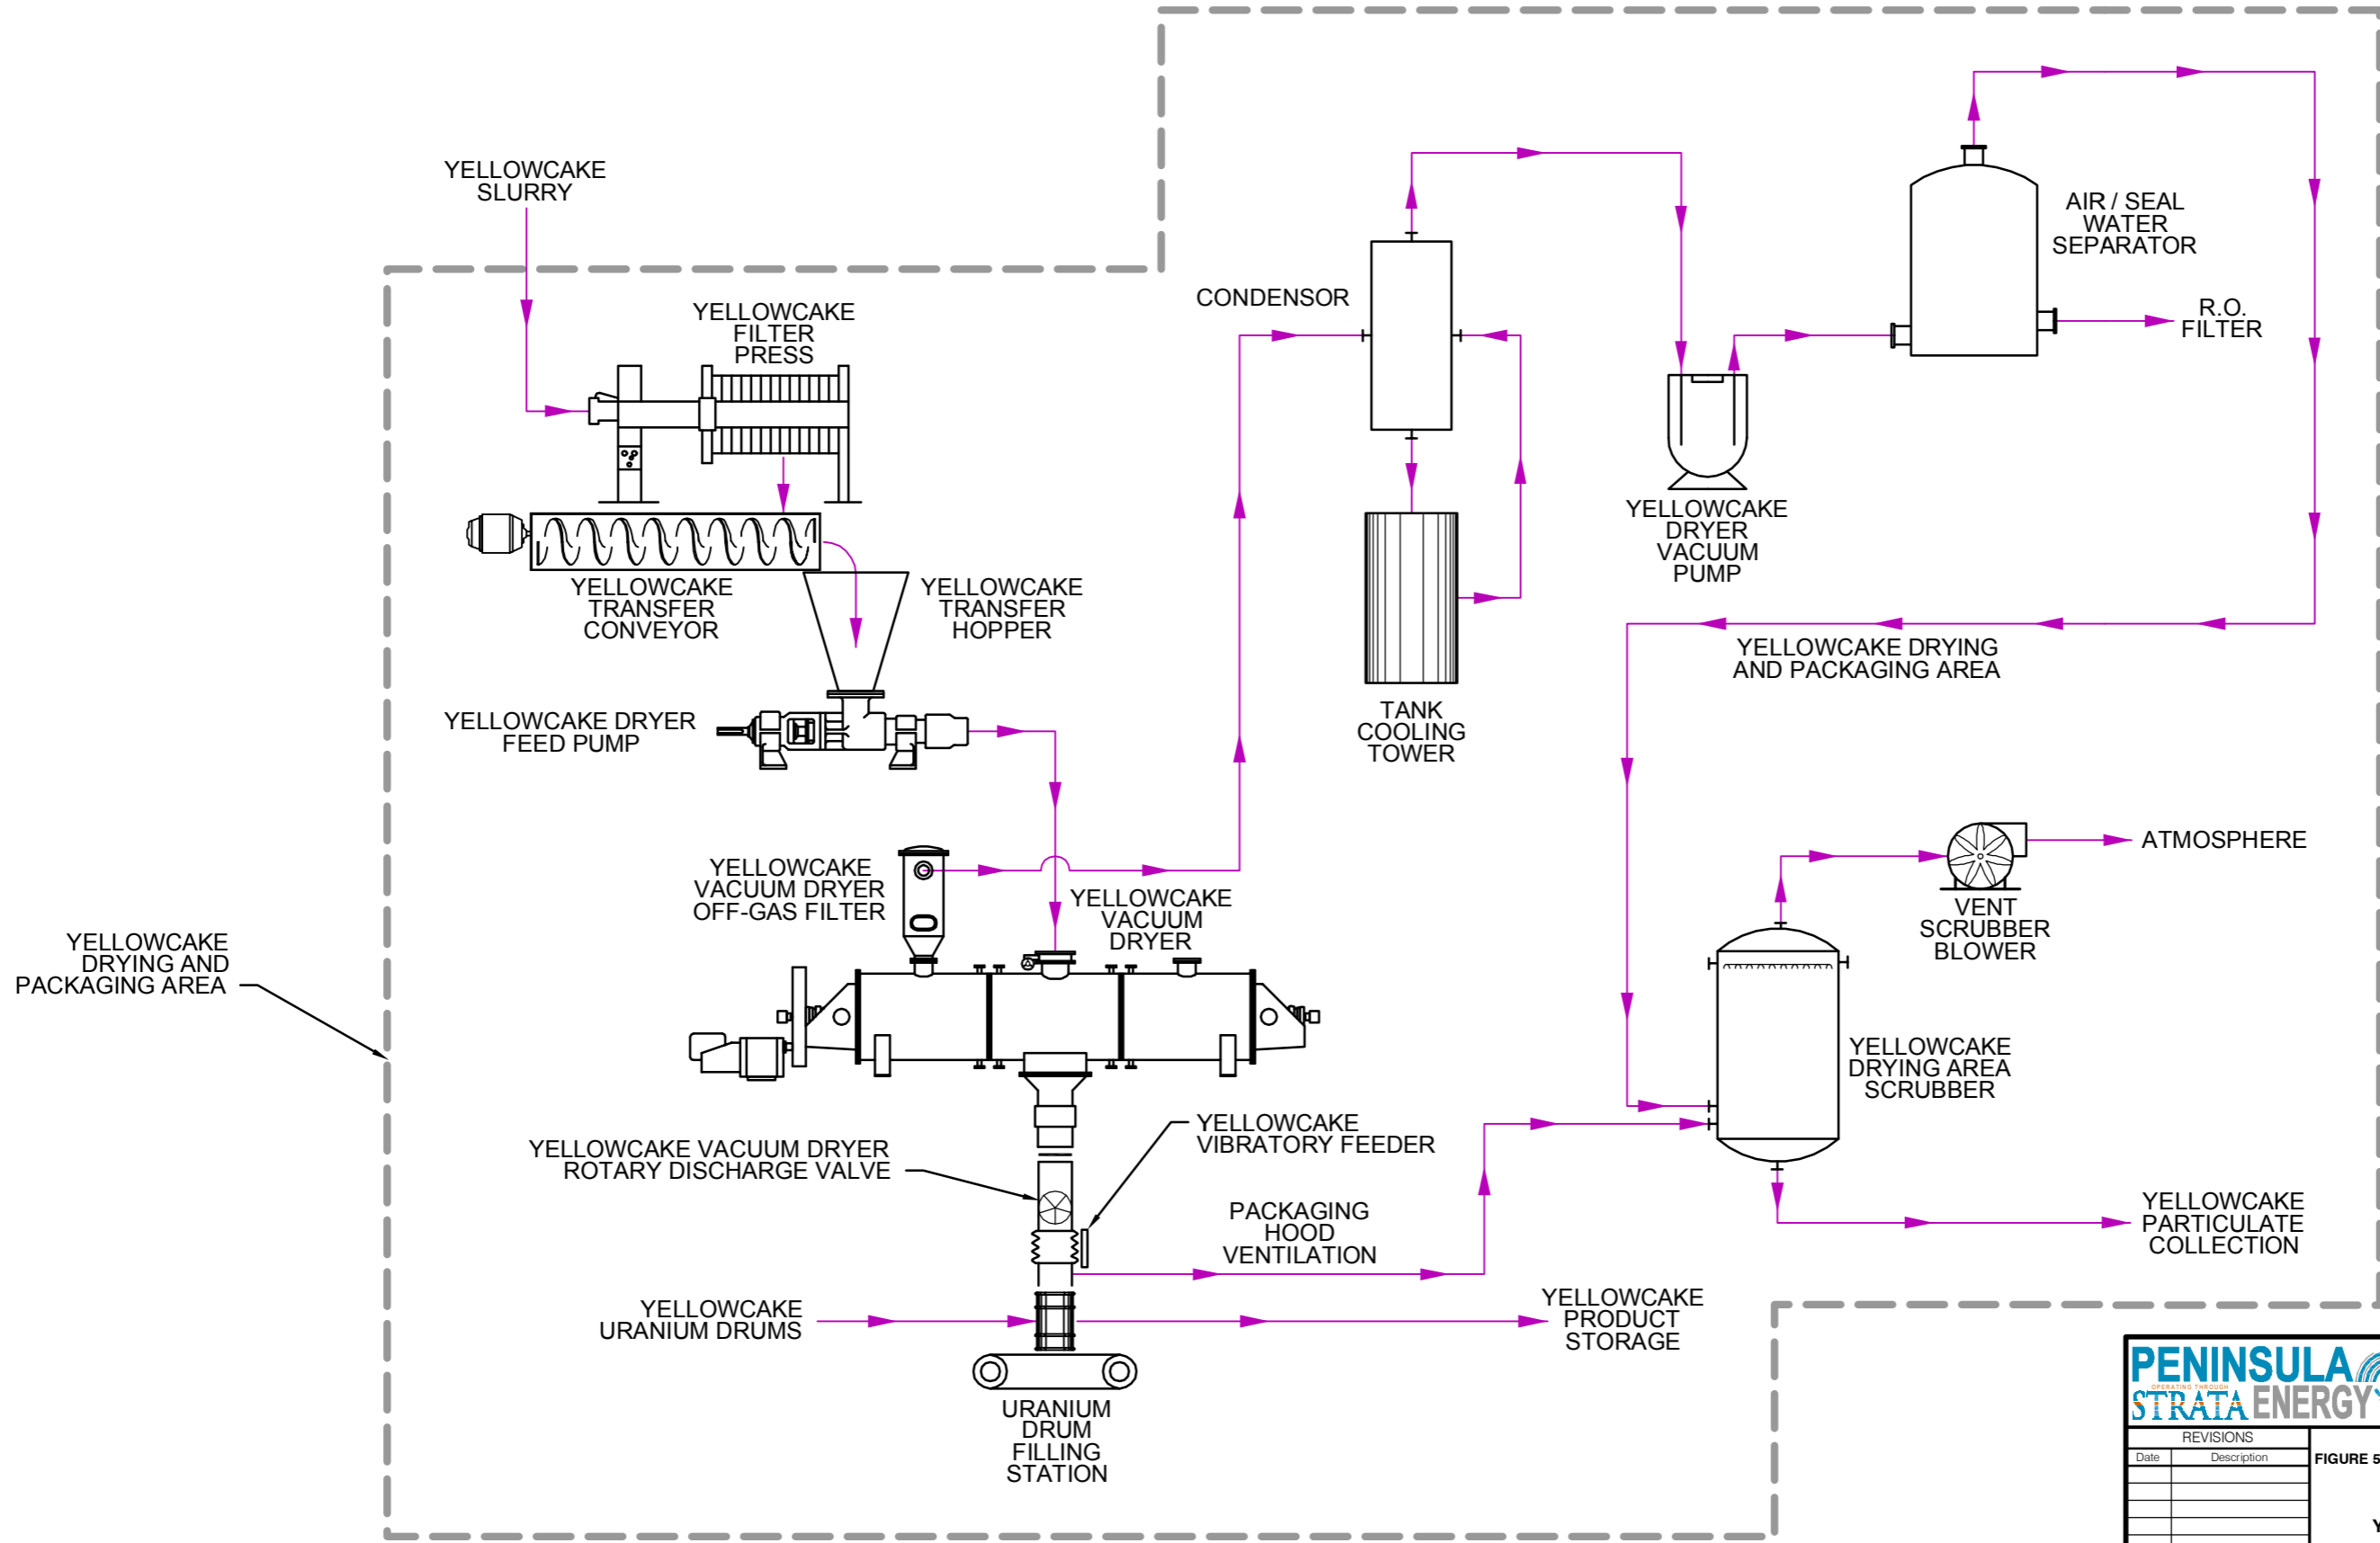 YELLOWCAKE
SLURRY
YELLOWCAKE
FILTER
PRESS
YELLOWCAKE
TRANSFER
CONVEYOR
YELLOWCAKE
TRANSFER
HOPPER
YELLOWCAKE DRYER
FEED PUMP
CONDENSOR
TANK
COOLING
TOWER
YELLOWCAKE
DRYER
VACUUM
PUMP
AIR / SEAL
WATER
SEPARATOR
R.O.
FILTER
YELLOWCAKE DRYING
AND PACKAGING AREA
YELLOWCAKE
VACUUM DRYER
OFF-GAS FILTER
YELLOWCAKE
VACUUM
DRYER
YELLOWCAKE
DRYING AND
PACKAGING AREA
ATMOSPHERE
VENT
SCRUBBER
BLOWER
YELLOWCAKE
DRYING AREA
SCRUBBER
YELLOWCAKE VACUUM DRYER
ROTARY DISCHARGE VALVE
YELLOWCAKE
VIBRATORY FEEDER
PACKAGING
HOOD
VENTILATION
YELLOWCAKE
PARTICULATE
COLLECTION
YELLOWCAKE
URANIUM DRUMS
YELLOWCAKE
PRODUCT
STORAGE
URANIUM
DRUM
FILLING
STATION
PENINSULA
OPERATING THROUGH
STRATA ENERGY
REVISIONS
Date Description
FIGURE 5
Y